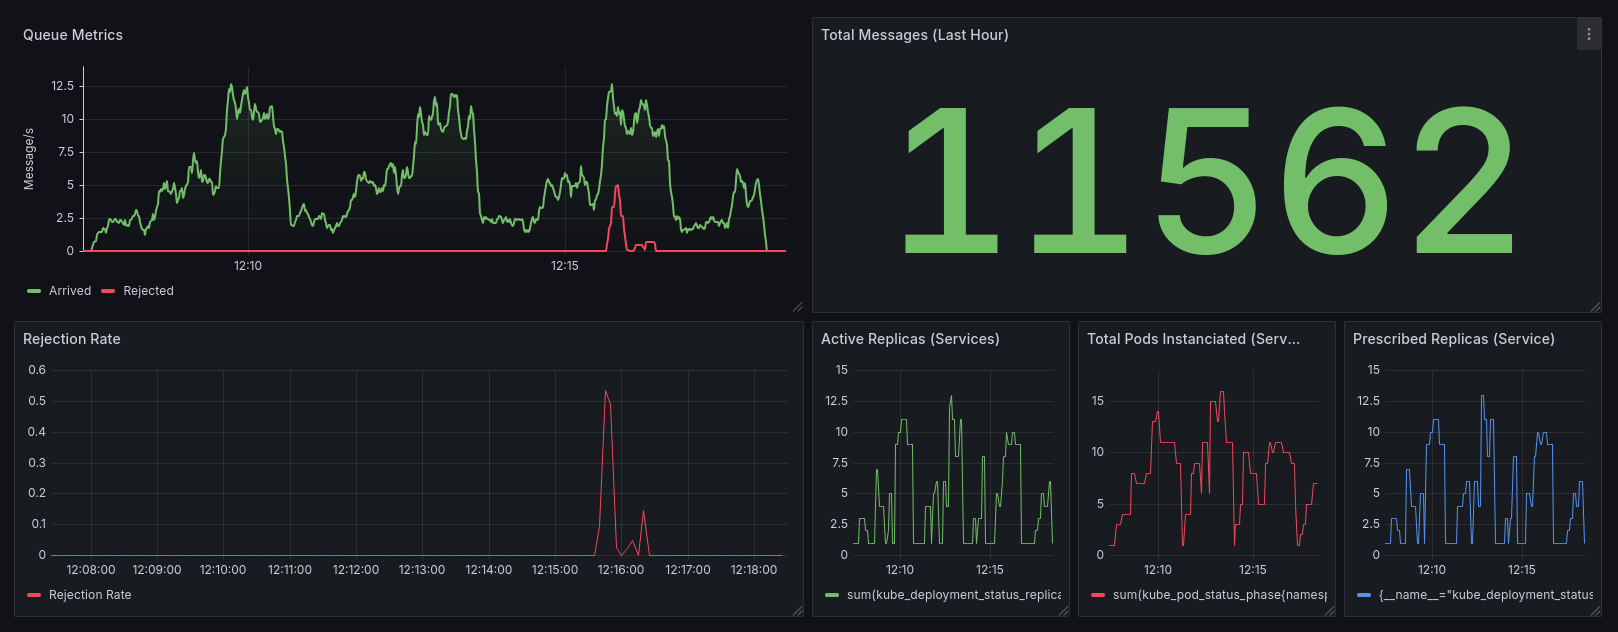 Queue Metrics
Message/s
12.5
10
7.5
5
2.5
0
12:10
12:15
Arrived
Rejected
Total Messages (Last Hour)
11562
Rejection Rate
0.6
0.5
0.4
0.3
0.2
0.1
0
12:08:00 12:09:00 12:10:00 12:11:00 12:12:00 12:13:00 12:14:00 12:15:00 12:16:00 12:17:00 12:18:00
Rejection Rate
Active Replicas (Services)
15
12.5
10
7.5
5
2.5
0
12:10 12:15
sum(kube_deployment_status_replica
Total Pods Instanciated (Serv...
15
10
5
0
12:10 12:15
sum(kube_pod_status_phase{namesp
Prescribed Replicas (Service)
15
12.5
10
7.5
5
2.5
0
12:10 12:15
{__name__="kube_deployment_status